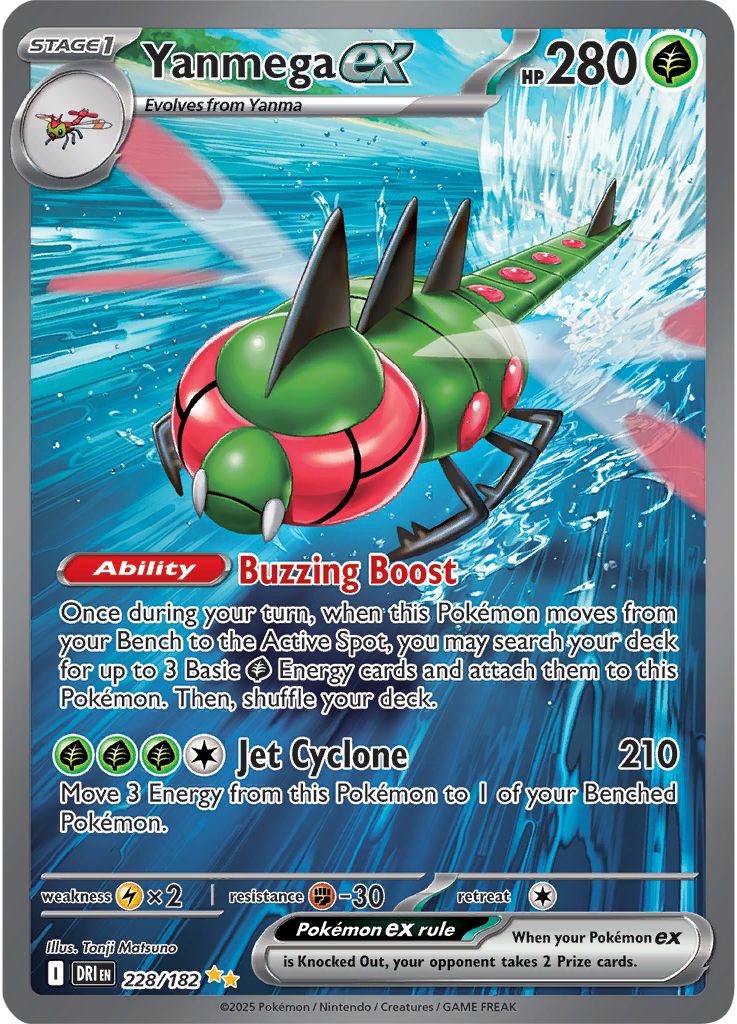 STAGE 1
Yanmega ex
HP 280
Evolves from Yanma
Ability Buzzing Boost
Once during your turn, when this Pokémon moves from
your Bench to the Active Spot, you may search your deck
for up to 3 Basic Energy cards and attach them to this
Pokémon. Then, shuffle your deck.
Jet Cyclone 210
Move 3 Energy from this Pokémon to 1 of your Benched
Pokémon.
weakness ×2 resistance -30 retreat
Illus. Tonji Matsuno
Pokémon ex rule
When your Pokémon ex
is Knocked Out, your opponent takes 2 Prize cards.
I DRI EN 228/182
©2025 Pokémon / Nintendo / Creatures / GAME FREAK